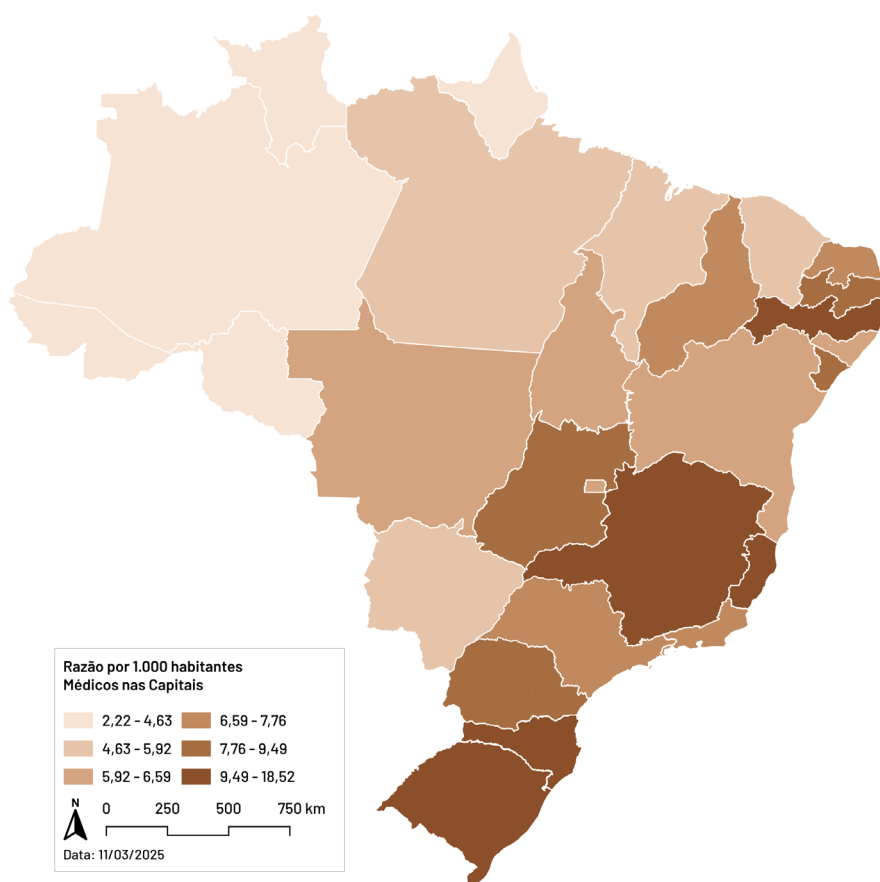 Razão por 1.000 habitantes
Médicos nas Capitais
2,22 - 4,63
6,59 - 7,76
4,63 - 5,92
7,76 - 9,49
5,92 - 6,59
9,49 - 18,52
N
0 250 500 750 km
Data: 11/03/2025